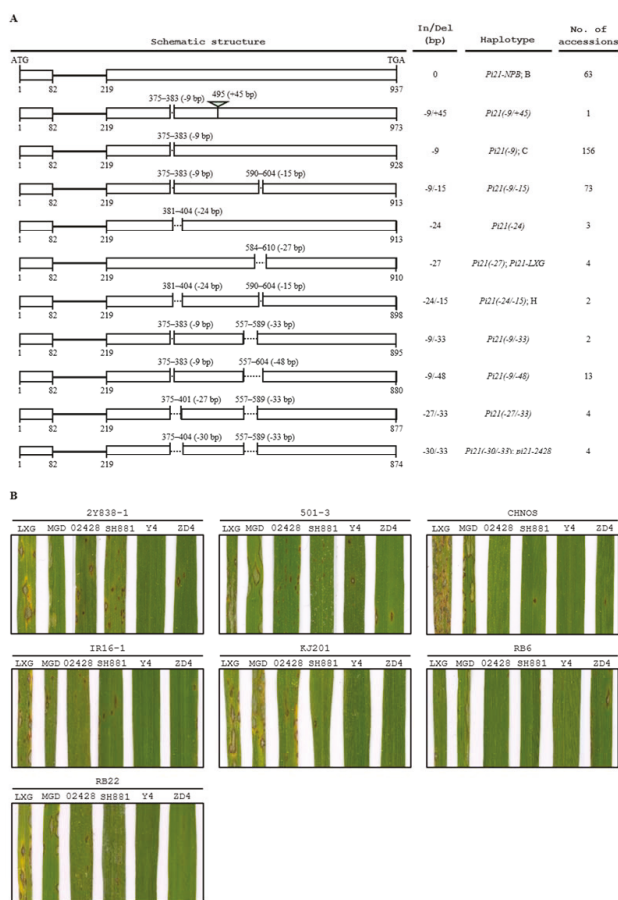 A
Schematic structure
In/Del (bp)
Haplotype
No. of accessions
ATG TGA
1 82 219 937
0 Pi21-NPB; B 63
375–383 (-9 bp) 495 (+45 bp)
1 82 219 973
-9/+45 Pi21(-9/+45) 1
375–383 (-9 bp)
1 82 219 928
-9 Pi21(-9); C 156
375–383 (-9 bp) 590–604 (-15 bp)
1 82 219 913
-9/-15 Pi21(-9/-15) 73
381–404 (-24 bp)
1 82 219 913
-24 Pi21(-24) 3
584–610 (-27 bp)
1 82 219 910
-27 Pi21(-27); Pi21-LXG 4
381–404 (-24 bp) 590–604 (-15 bp)
1 82 219 898
-24/-15 Pi21(-24/-15); H 2
375–383 (-9 bp) 557–589 (-33 bp)
1 82 219 895
-9/-33 Pi21(-9/-33) 2
375–383 (-9 bp) 557–604 (-48 bp)
1 82 219 880
-9/-48 Pi21(-9/-48) 13
375–401 (-27 bp) 557–589 (-33 bp)
1 82 219 877
-27/-33 Pi21(-27/-33) 4
375–404 (-30 bp) 557–589 (-33 bp)
1 82 219 874
-30/-33 Pi21(-30/-33); pi21-2428 4
B
2Y838-1
LXG MGD 02428 SH881 Y4 ZD4
501-3
LXG MGD 02428 SH881 Y4 ZD4
CHNOS
LXG MGD 02428 SH881 Y4 ZD4
IR16-1
LXG MGD 02428 SH881 Y4 ZD4
KJ201
LXG MGD 02428 SH881 Y4 ZD4
RB6
LXG MGD 02428 SH881 Y4 ZD4
RB22
LXG MGD 02428 SH881 Y4 ZD4